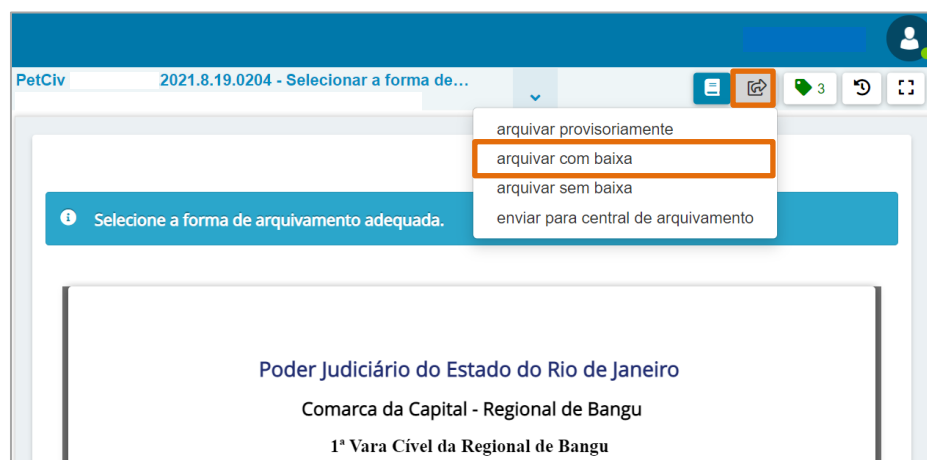 PetCiv 2021.8.19.0204 - Selecionar a forma de...
3
arquivar provisoriamente
arquivar com baixa
arquivar sem baixa
enviar para central de arquivamento
Selecione a forma de arquivamento adequada.
Poder Judiciário do Estado do Rio de Janeiro
Comarca da Capital - Regional de Bangu
1ª Vara Cível da Regional de Bangu